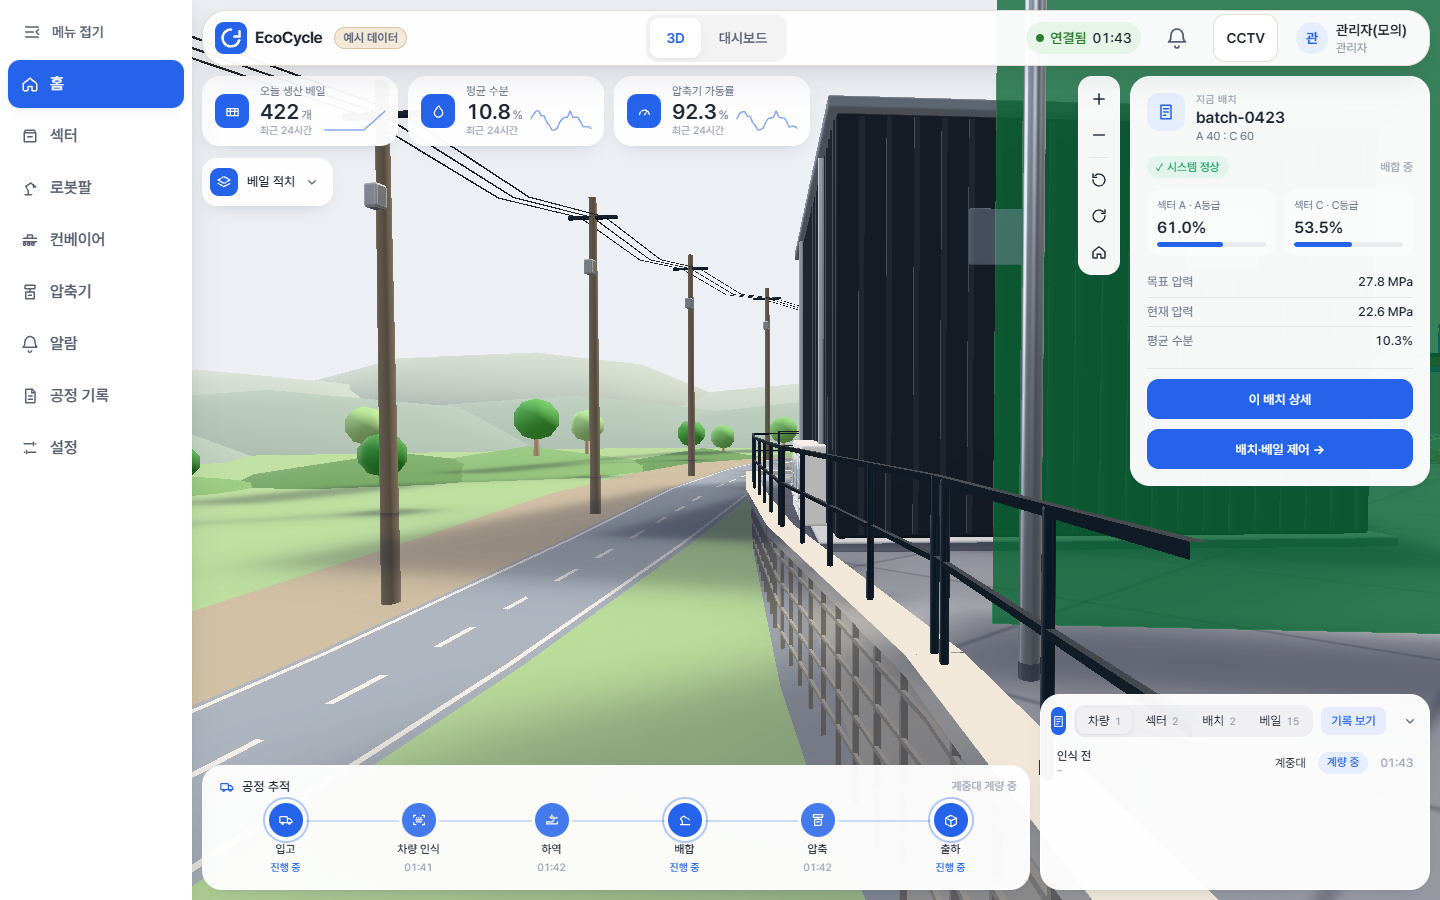 메뉴 접기
홈
섹터
로봇팔
컨베이어
압축기
알람
공정 기록
설정
EcoCycle
예시 데이터
3D
대시보드
연결됨 01:43
CCTV
관
관리자(모의)
관리자
오늘 생산 베일
422 개
최근 24시간
평균 수분
10.8 %
최근 24시간
압축기 가동률
92.3 %
최근 24시간
베일 적치
지금 배치
batch-0423
A 40 : C 60
✓ 시스템 정상
배합 중
섹터 A · A등급
61.0%
섹터 C · C등급
53.5%
목표 압력 27.8 MPa
현재 압력 22.6 MPa
평균 수분 10.3%
이 배치 상세
배치·베일 제어 →
차량 1
섹터 2
배치 2
베일 15
기록 보기
인식 전
–
계중대
계량 중
01:43
공정 추적
계중대 계량 중
입고
진행 중
차량 인식
01:41
하역
01:42
배합
진행 중
압축
01:42
출하
진행 중